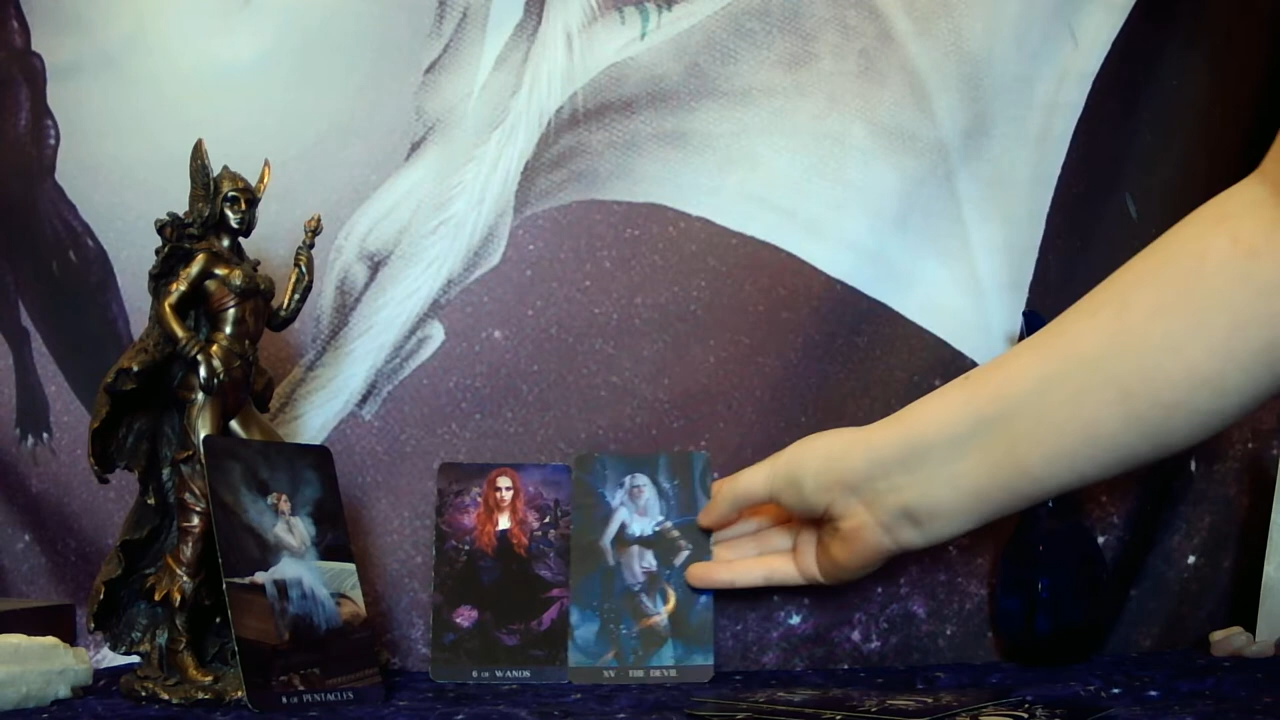 8 OF PENTACLES
6 OF WANDS
XV - THE DEVIL